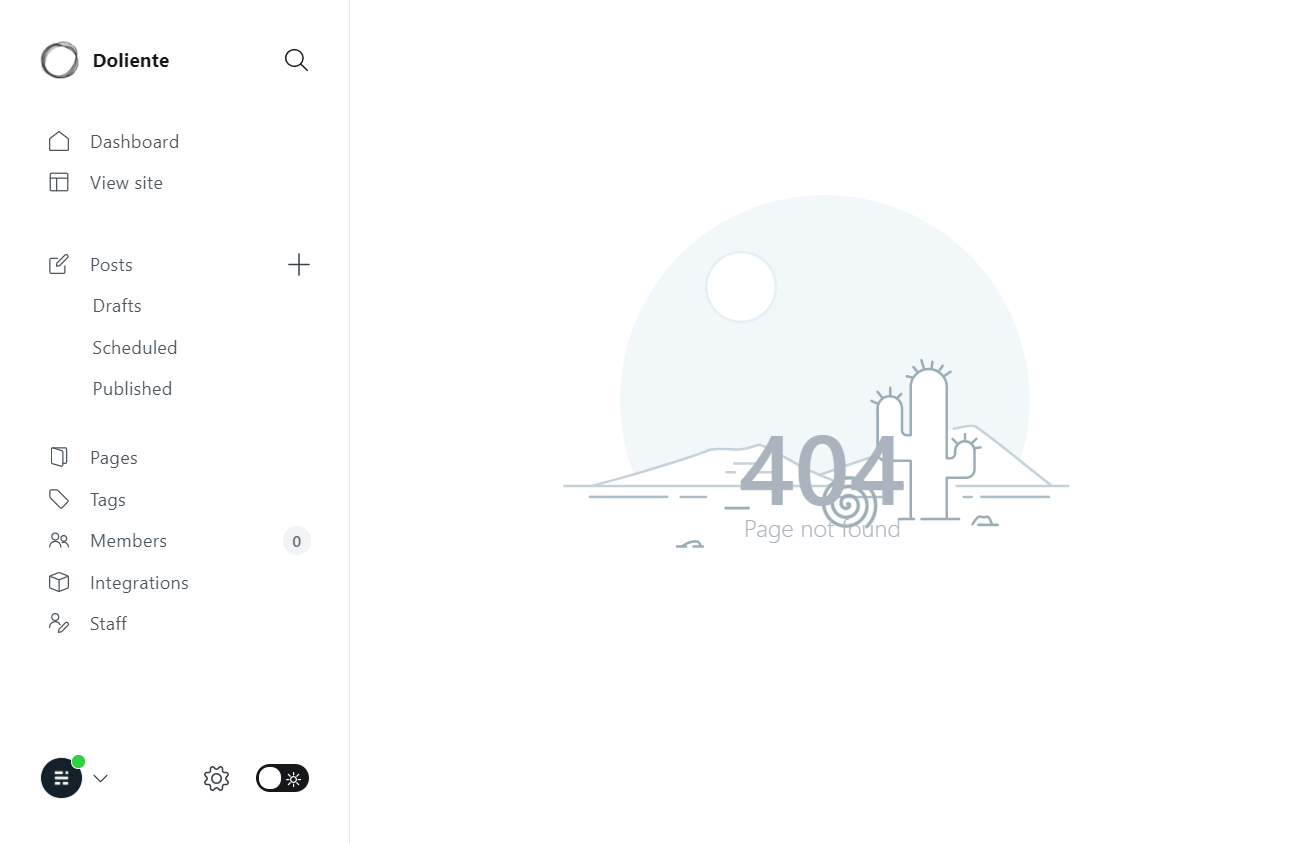 Doliente
Dashboard
View site
Posts
Drafts
Scheduled
Published
Pages
Tags
Members
0
Integrations
Staff
404
Page not found